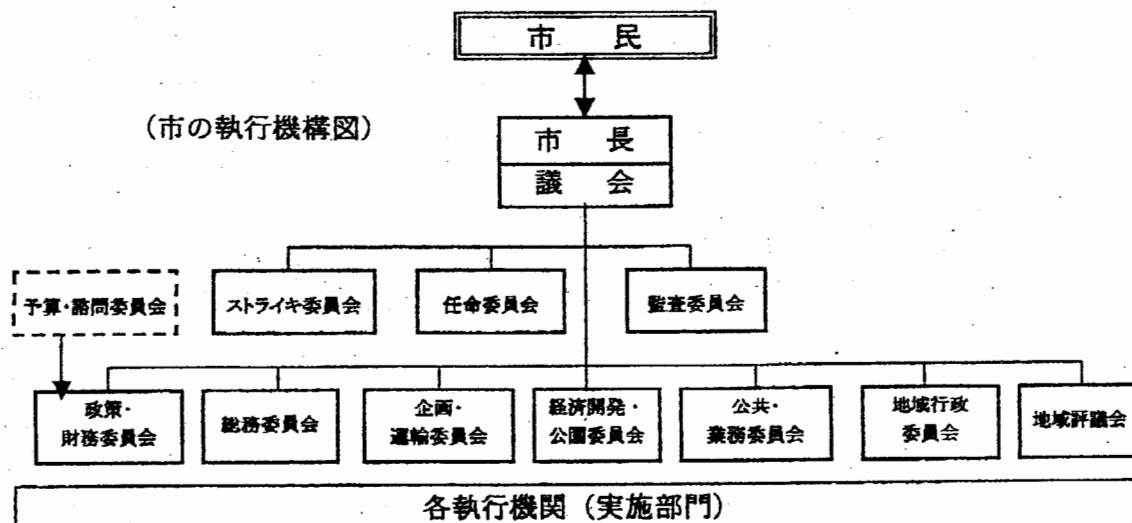 市　民
(市の執行機構図)
市　長
議　会
予算・諮問委員会
ストライキ委員会
任命委員会
監査委員会
政策・
財務委員会
総務委員会
企画・
運輸委員会
経済開発・
公園委員会
公共・
業務委員会
地域行政
委員会
地域評議会
各執行機関（実施部門）